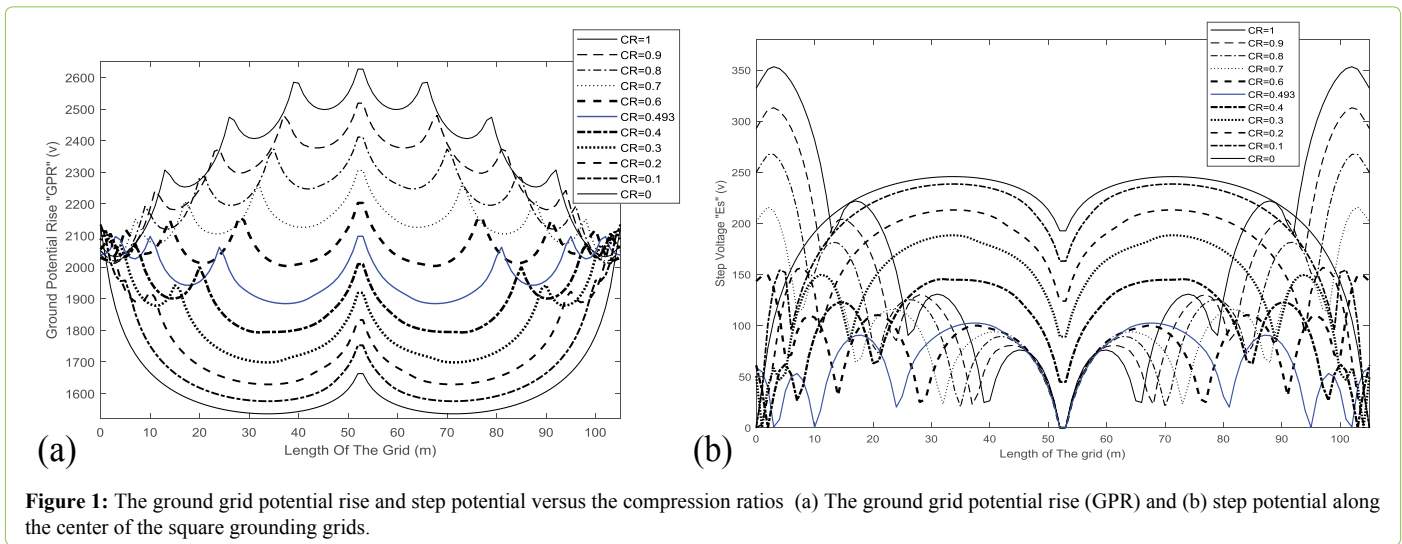 CR=1
CR=0.9
CR=0.8
CR=0.7
CR=0.6
CR=0.493
CR=0.4
CR=0.3
CR=0.2
CR=0.1
CR=0
2600
2500
2400
2300
2200
2100
2000
1900
1800
1700
1600
Ground Potential Rise "GPR" (v)
0 10 20 30 40 50 60 70 80 90 100
Length Of The Grid (m)
(a)
CR=1
CR=0.9
CR=0.8
CR=0.7
CR=0.6
CR=0.493
CR=0.4
CR=0.3
CR=0.2
CR=0.1
CR=0
350
300
250
200
150
100
50
0
Step Voltage "Es" (v)
0 10 20 30 40 50 60 70 80 90 100
Length of The grid (m)
(b)
Figure 1: The ground grid potential rise and step potential versus the compression ratios (a) The ground grid potential rise (GPR) and (b) step potential along
the center of the square grounding grids.